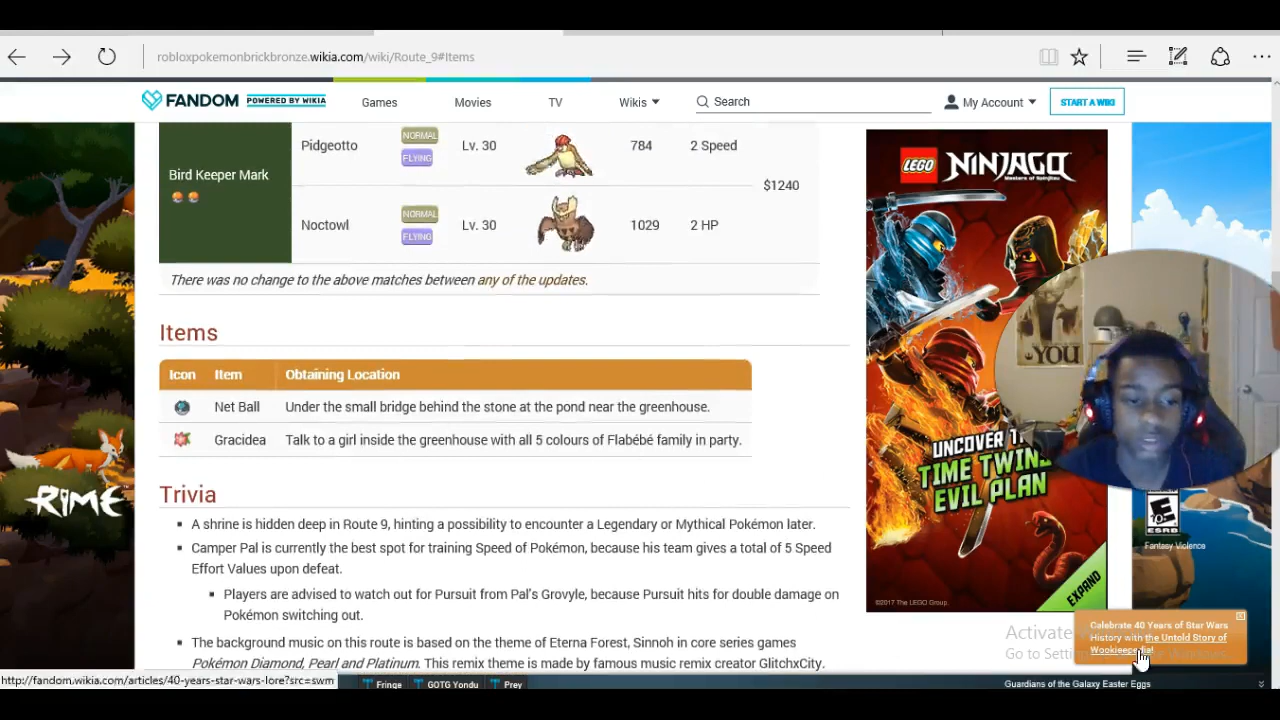 robloxpokemonbrickbronze.wikia.com/wiki/Route_9#Items
FANDOM POWERED BY WIKIA Games Movies TV Wikis Search My Account START A WIKI
Bird Keeper Mark
Pidgeotto NORMAL FLYING Lv. 30 784 2 Speed
$1240
Noctowl NORMAL FLYING Lv. 30 1029 2 HP
There was no change to the above matches between any of the updates.
Items
Icon Item Obtaining Location
Net Ball Under the small bridge behind the stone at the pond near the greenhouse.
Gracidea Talk to a girl inside the greenhouse with all 5 colours of Flabébé family in party.
Trivia
A shrine is hidden deep in Route 9, hinting a possibility to encounter a Legendary or Mythical Pokémon later.
Camper Pal is currently the best spot for training Speed of Pokémon, because his team gives a total of 5 Speed
Effort Values upon defeat.
Players are advised to watch out for Pursuit from Pal's Grovyle, because Pursuit hits for double damage on
Pokémon switching out.
The background music on this route is based on the theme of Eterna Forest, Sinnoh in core series games
Pokémon Diamond, Pearl and Platinum. This remix theme is made by famous music remix creator GlitchxCity.
RiME
LEGO NINJAGO
YOU
UNCOVER
TIME TWIN
EVIL PLAN
EXPAND
©2017 The LEGO Group.
E
ESRB
Fantasy Violence
Celebrate 40 Years of Star Wars
History with the Untold Story of
Wookieepedia!
Activate
Go to
http://fandom.wikia.com/articles/40-years-star-wars-lore?src=swm
Fringe GOTG Yondu Prey
Guardians of the Galaxy Easter Eggs